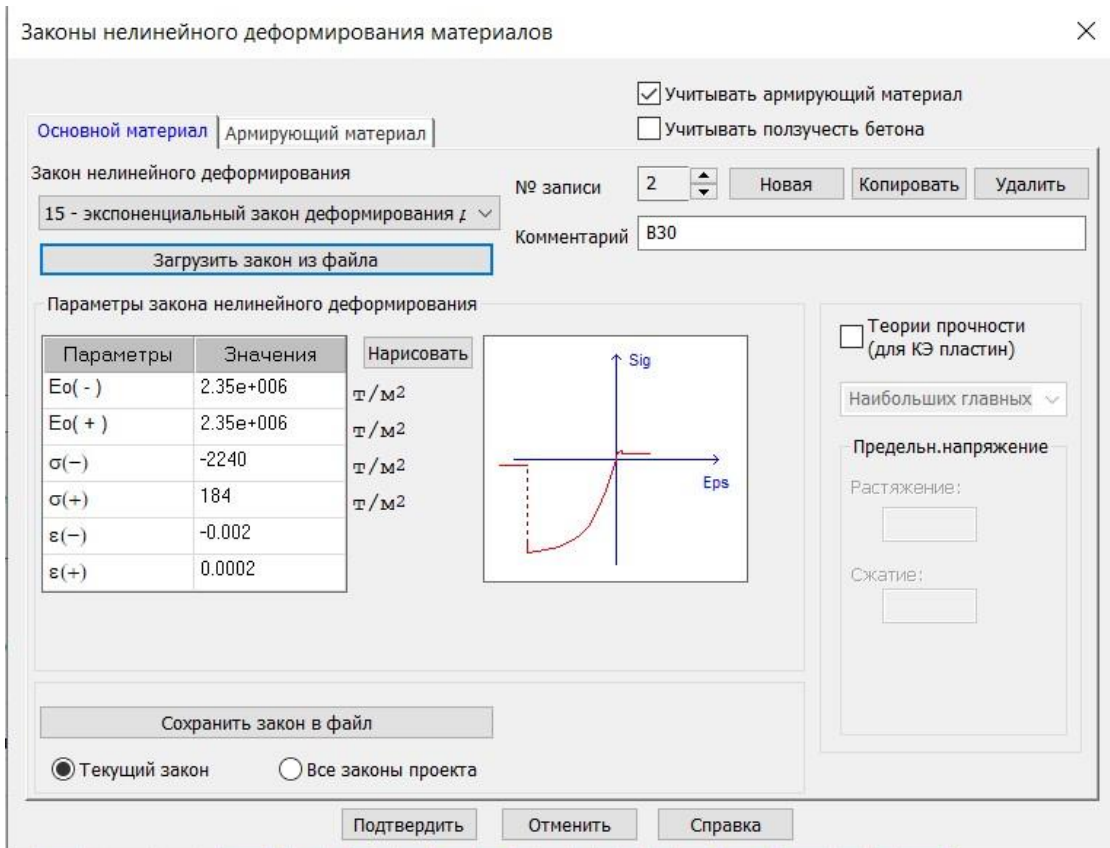 Законы нелинейного деформирования материалов
Учитывать армирующий материал
Учитывать ползучесть бетона
Основной материал
Армирующий материал
Закон нелинейного деформирования
15 - экспоненциальный закон деформирования д
Загрузить закон из файла
№ записи
2
Новая
Копировать
Удалить
Комментарий
B30
Параметры закона нелинейного деформирования
Параметры Значения
Eo( - ) 2.35e+006 т/м2
Eo( + ) 2.35e+006 т/м2
σ(−) -2240 т/м2
σ(+) 184 т/м2
ε(−) -0.002
ε(+) 0.0002
Нарисовать
Sig
Eps
Теории прочности
(для КЭ пластин)
Наибольших главных
Предельн.напряжение
Растяжение:
Сжатие:
Сохранить закон в файл
Текущий закон
Все законы проекта
Подтвердить
Отменить
Справка